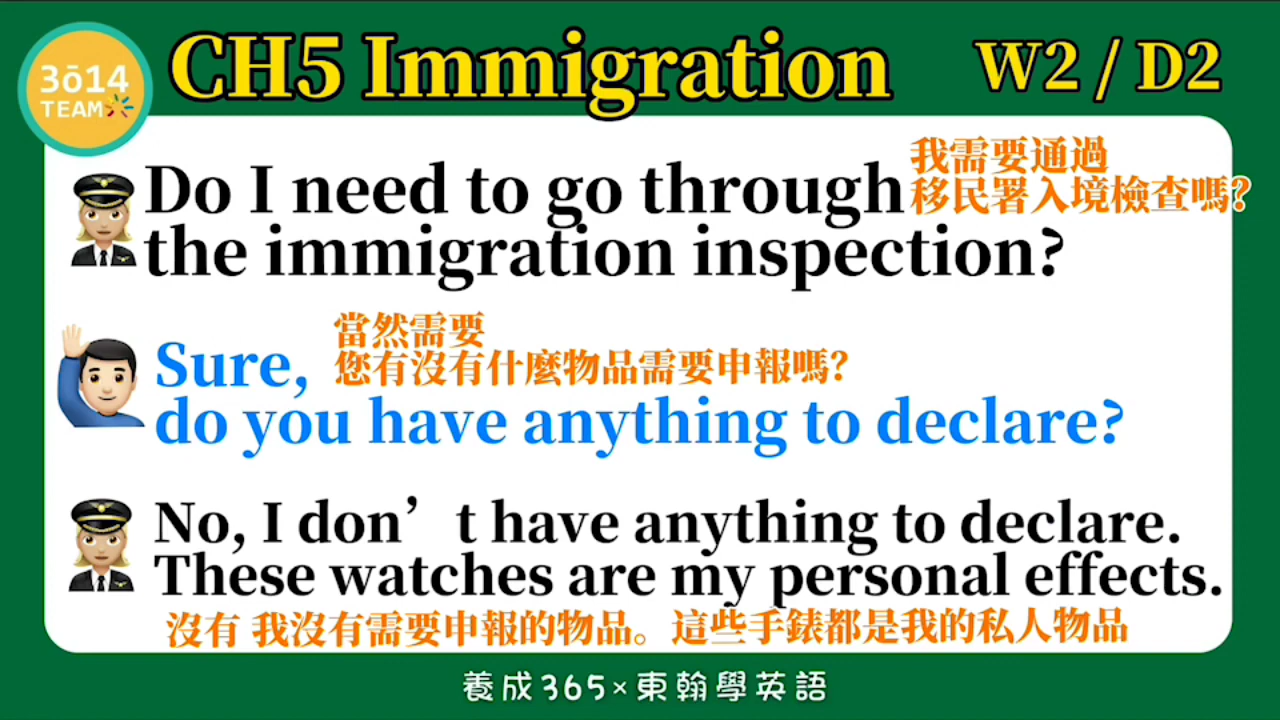 3ō14
TEAM
CH5 Immigration
W2 / D2
Do I need to go through
the immigration inspection?
我需要通過
移民署入境檢查嗎?
Sure,
do you have anything to declare?
當然需要
您有沒有什麼物品需要申報嗎?
No, I don’t have anything to declare.
These watches are my personal effects.
沒有 我沒有需要申報的物品。這些手錶都是我的私人物品
養成365×東翰學英語